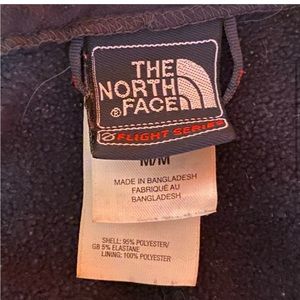 THE
NORTH
FACE
®
FLIGHT SERIES
M/M
MADE IN BANGLADESH
FABRIQUÉ AU
BANGLADESH
SHELL: 95% POLYESTER/
GB 5% ELASTANE
LINING: 100% POLYESTER